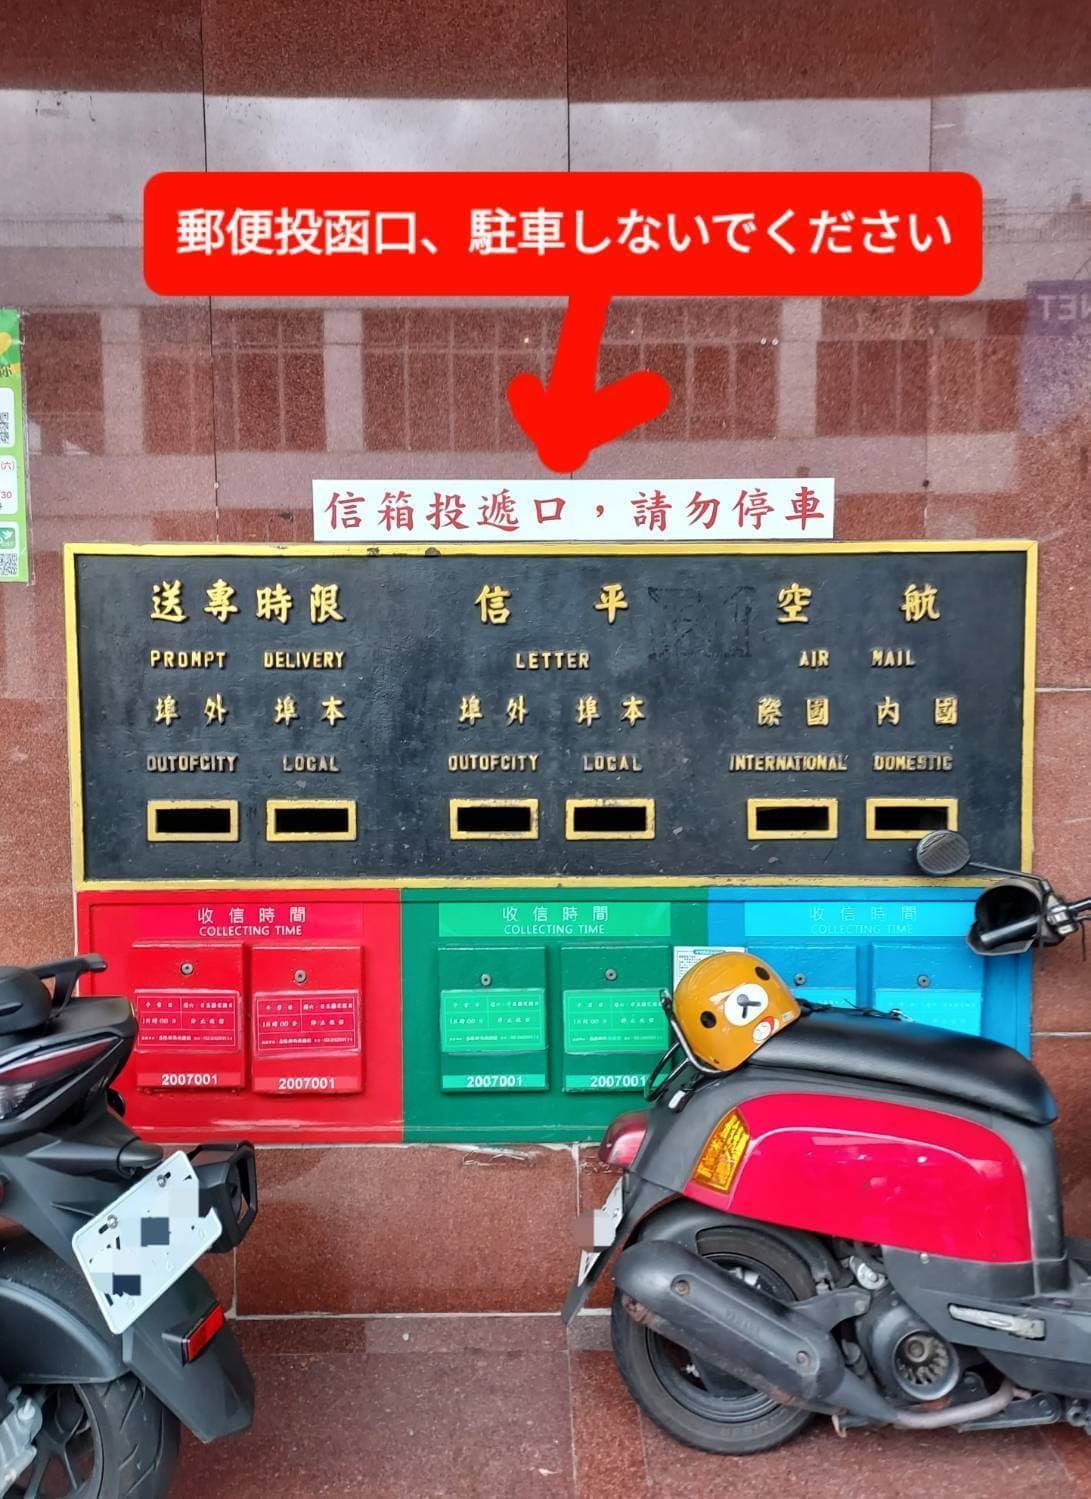 郵便投函口、駐車しないでください
信箱投遞口，請勿停車
送專時限 信平 空航
PROMPT DELIVERY LETTER AIR MAIL
埠外 埠本 埠外 埠本 際國 內國
OUTOFCITY LOCAL OUTOFCITY LOCAL INTERNATIONAL DOMESTIC
收信時間 收信時間 收信時間
COLLECTING TIME COLLECTING TIME COLLECTING TIME
2007001 2007001 2007001 200700